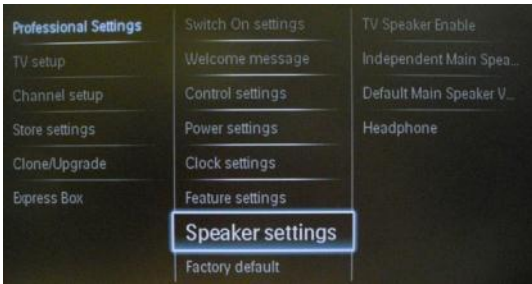 Professional Settings
TV setup
Channel setup
Store settings
Clone/Upgrade
Express Box
Switch On settings
Welcome message
Control settings
Power settings
Clock settings
Feature settings
Speaker settings
Factory default
TV Speaker Enable
Independent Main Spea...
Default Main Speaker V...
Headphone